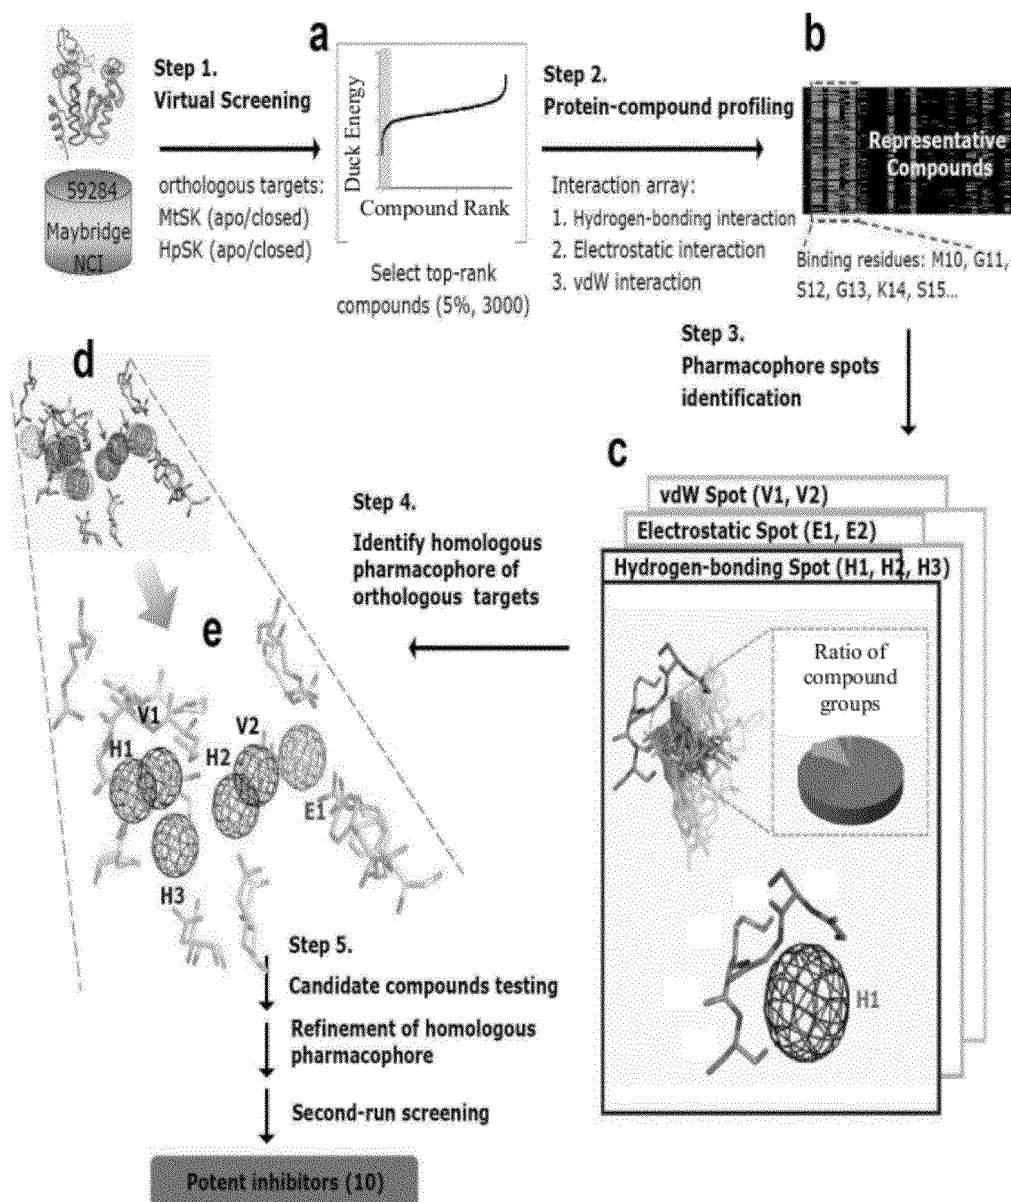 a
b
Step 1.
Virtual Screening
59284
Maybridge
NCI
orthologous targets:
MtSK (apo/closed)
HpSK (apo/closed)
Duck Energy
Compound Rank
Select top-rank
compounds (5%, 3000)
Step 2.
Protein-compound profiling
Interaction array:
1. Hydrogen-bonding interaction
2. Electrostatic interaction
3. vdW interaction
Representative
Compounds
Binding residues: M10, G11,
S12, G13, K14, S15...
Step 3.
Pharmacophore spots
identification
c
vdW Spot (V1, V2)
Electrostatic Spot (E1, E2)
Hydrogen-bonding Spot (H1, H2, H3)
Ratio of
compound
groups
H1
Step 4.
Identify homologous
pharmacophore of
orthologous targets
d
e
V1
H1
V2
H2
E1
H3
Step 5.
Candidate compounds testing
Refinement of homologous
pharmacophore
Second-run screening
Potent inhibitors (10)